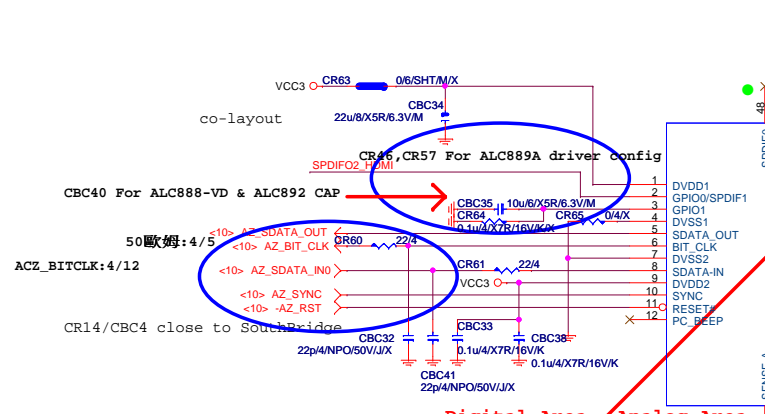 CR63 0/6/SHT/M/X
VCC3
CBC34
22u/8/X5R/6.3V/M
co-layout
48
CR46,CR57 For ALC889A driver config
SPDIFO2_HDMI
CBC40 For ALC888-VD & ALC892 CAP
CBC35 10u/6/X5R/6.3V/M
CR64 CR65 0/4/X
0.1u/4/X7R/16V/K/X
1 DVDD1
2 GPIO0/SPDIF1
3 GPIO1
4 DVSS1
5 SDATA_OUT
6 BIT_CLK
7 DVSS2
8 SDATA-IN
9 DVDD2
10 SYNC
11 RESET#
12 PC_BEEP
50歐姆:4/5
<10> AZ_SDATA_OUT
<10> AZ_BIT_CLK
CR60 22/4
ACZ_BITCLK:4/12
<10> AZ_SDATA_IN0
CR61 22/4
VCC3
<10> AZ_SYNC
<10> -AZ_RST
CR14/CBC4 close to SouthBridge
CBC32
22p/4/NPO/50V/J/X
CBC33
0.1u/4/X7R/16V/K
CBC38
0.1u/4/X7R/16V/K
CBC41
22p/4/NPO/50V/J/X
Digital Area Analog Area